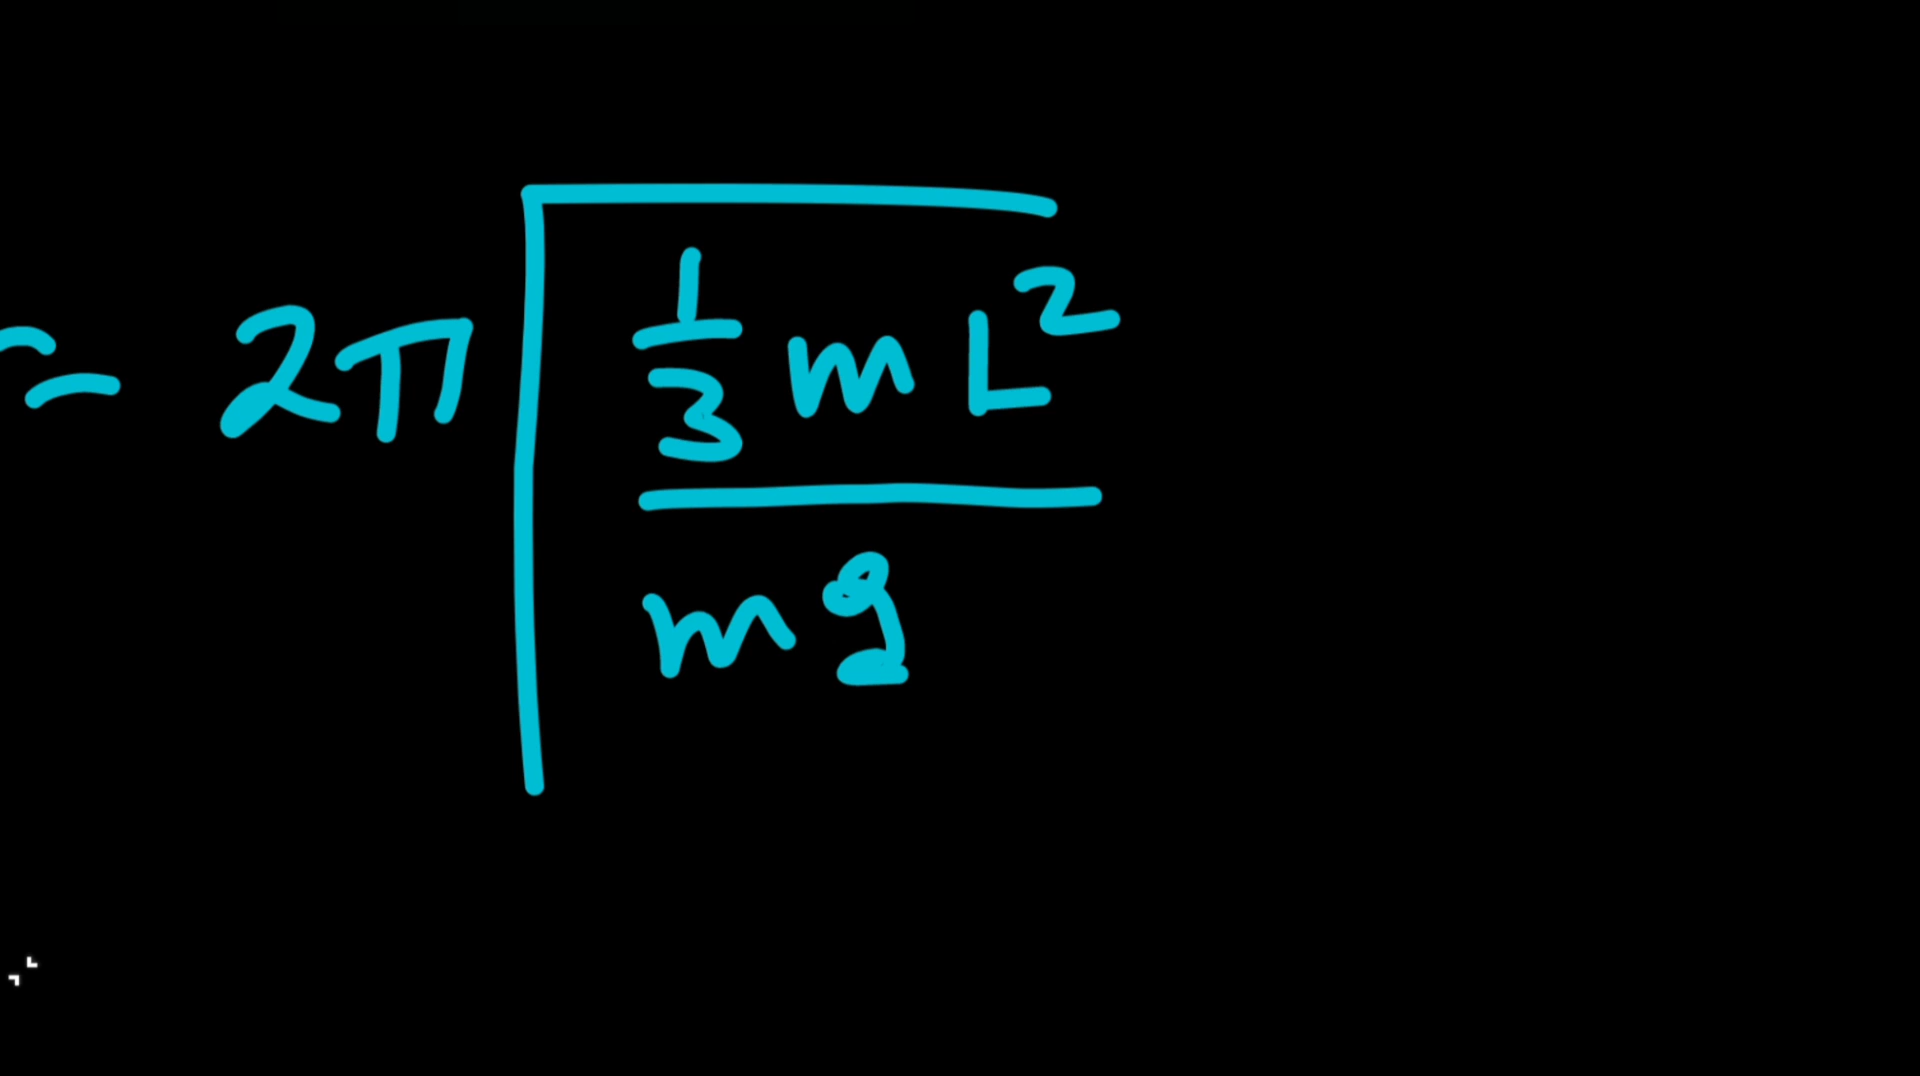 = 2π √((1/3 m L²)/(m g))